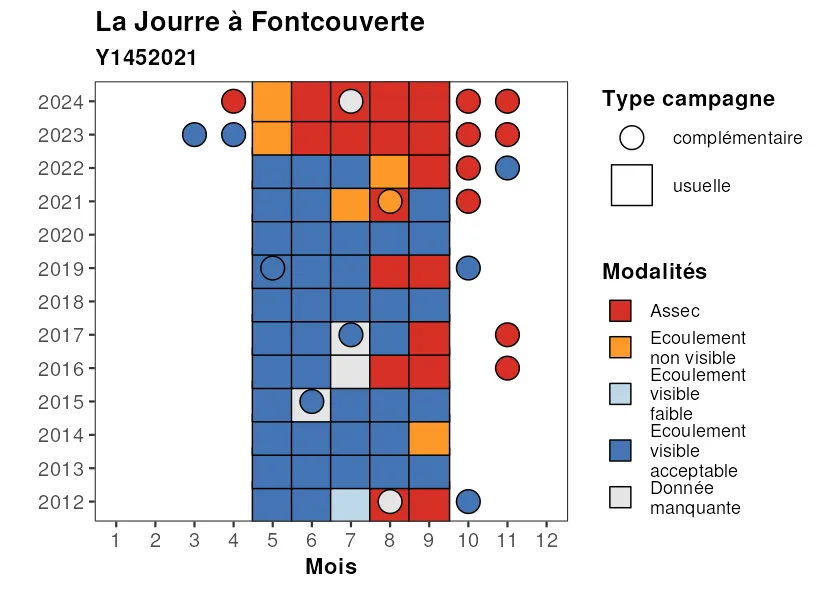 La Jourre à Fontcouverte
Y1452021
2024
2023
2022
2021
2020
2019
2018
2017
2016
2015
2014
2013
2012
1 2 3 4 5 6 7 8 9 10 11 12
Mois
Type campagne
complémentaire
usuelle
Modalités
Assec
Ecoulement
non visible
Ecoulement
visible
faible
Ecoulement
visible
acceptable
Donnée
manquante